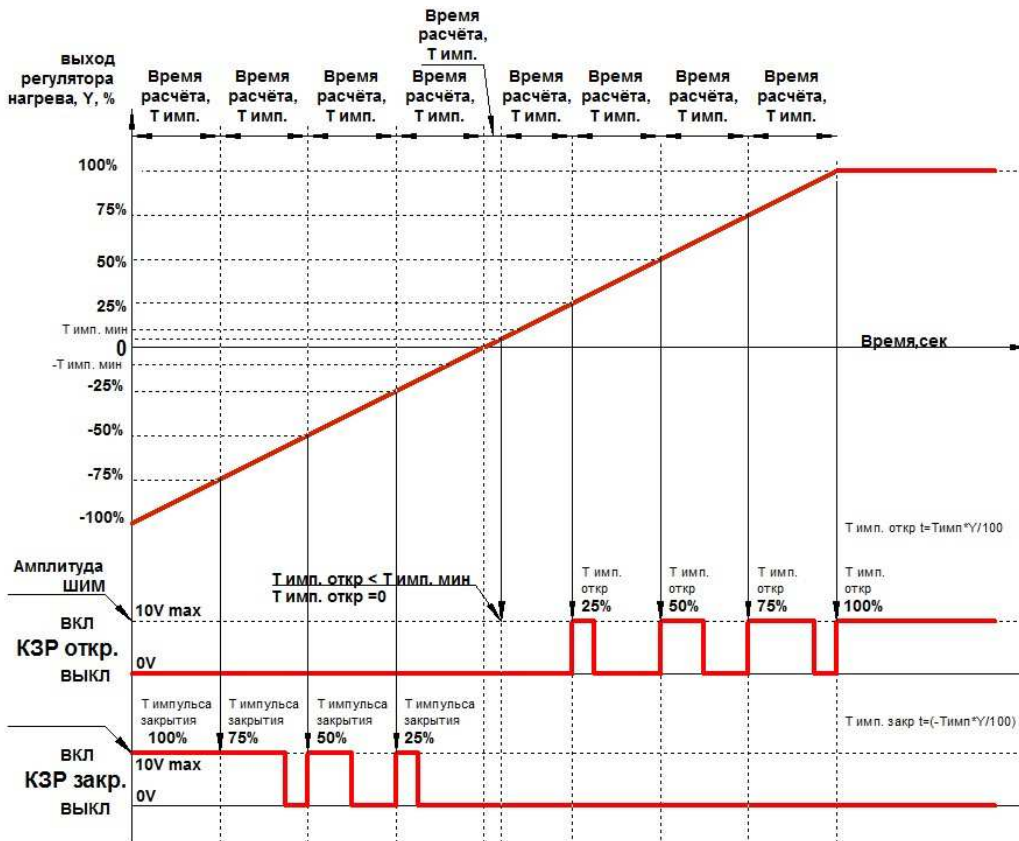 Время
расчёта,
Т имп.
выход
регулятора
нагрева, Y, %
Время
расчёта,
Т имп.
Время
расчёта,
Т имп.
Время
расчёта,
Т имп.
Время
расчёта,
Т имп.
Время
расчёта,
Т имп.
Время
расчёта,
Т имп.
Время
расчёта,
Т имп.
Время
расчёта,
Т имп.
100%
75%
50%
25%
Т имп. мин
0
-Т имп. мин
-25%
-50%
-75%
-100%
Время,сек
Т имп. откр t=Тимп*Y/100
Амплитуда
ШИМ
Т имп. откр < Т имп. мин
Т имп. откр =0
Т имп.
откр
25%
Т имп.
откр
50%
Т имп.
откр
75%
Т имп.
откр
100%
10V max
ВКЛ
КЗР откр.
0V
ВЫКЛ
Т импульса
закрытия
100%
Т импульса
закрытия
75%
Т импульса
закрытия
50%
Т импульса
закрытия
25%
Т имп. закр t=(-Тимп*Y/100)
ВКЛ
10V max
КЗР закр.
0V
ВЫКЛ